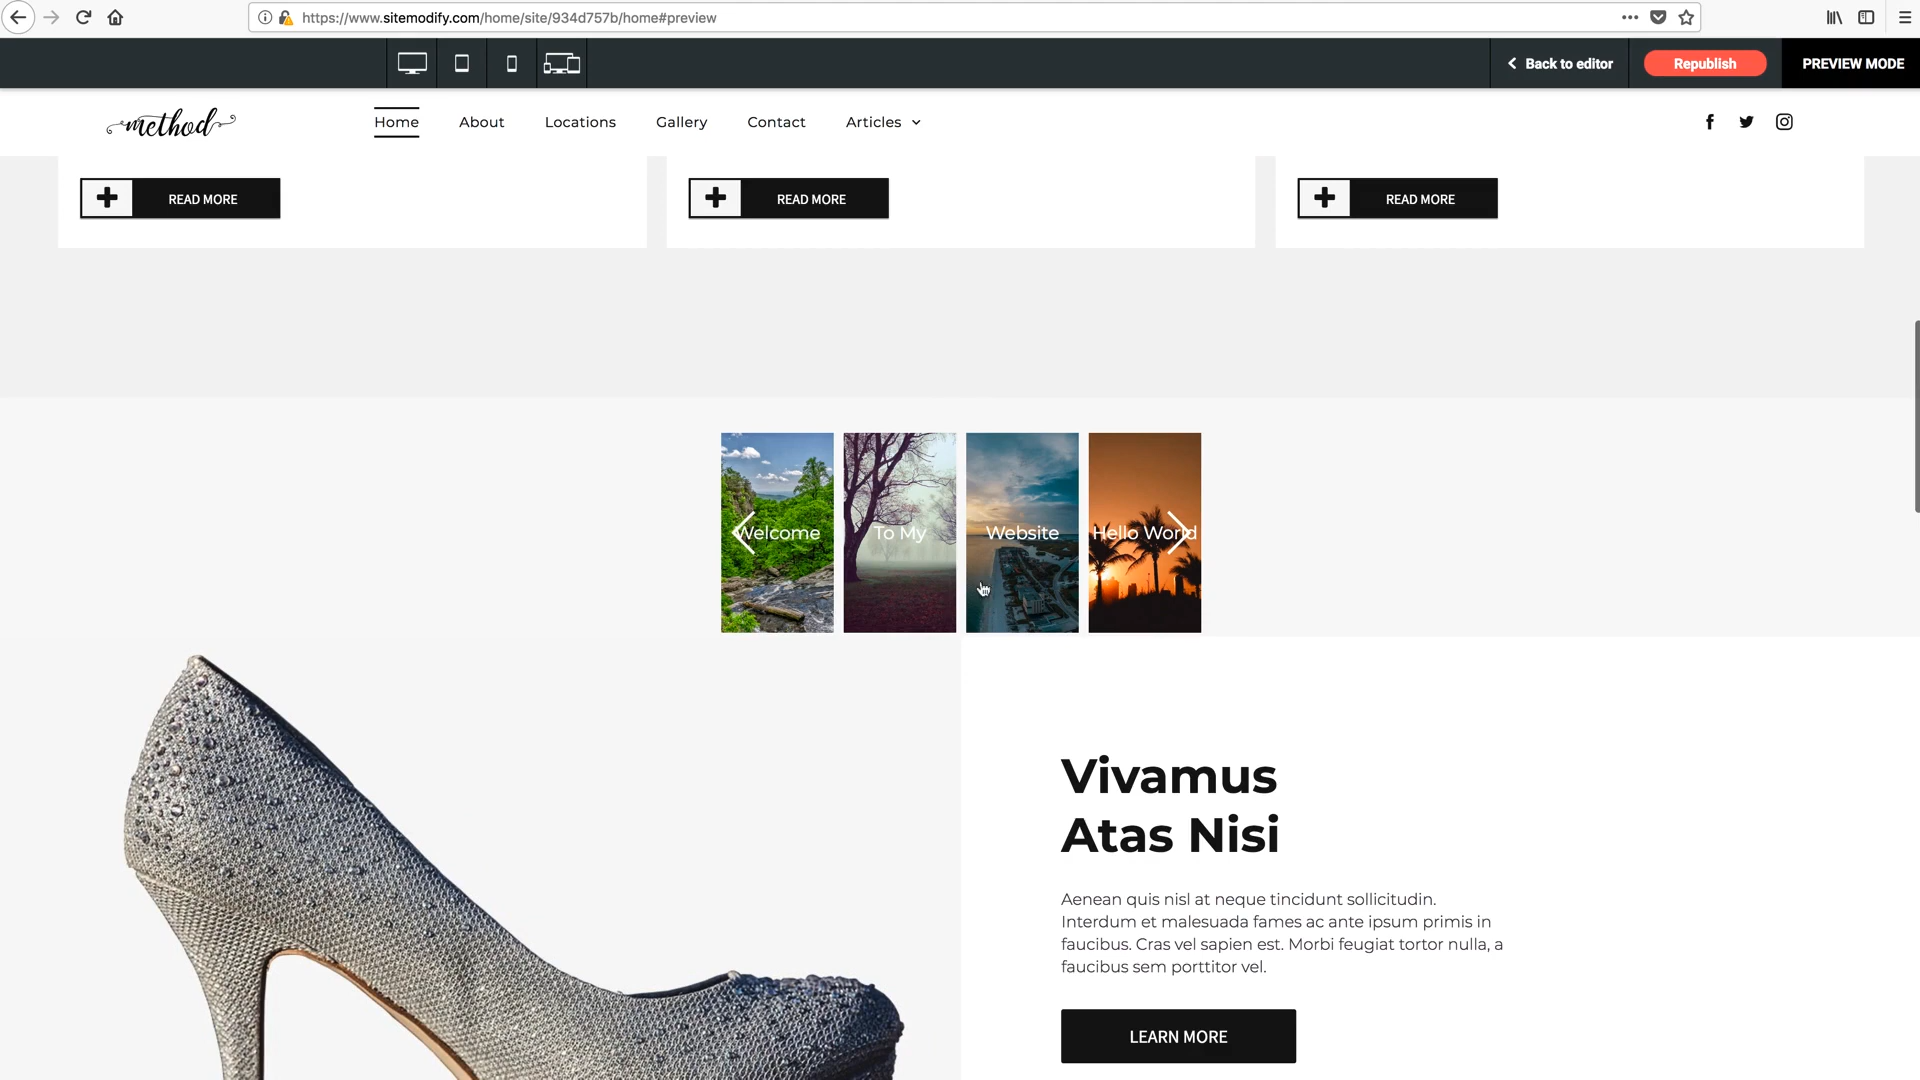 https://www.sitemodify.com/home/site/934d757b/home#preview
Back to editor
Republish
PREVIEW MODE
method
Home
About
Locations
Gallery
Contact
Articles
READ MORE
READ MORE
READ MORE
Welcome
To My
Website
Hello World
Vivamus
Atas Nisi
Aenean quis nisl at neque tincidunt sollicitudin.
Interdum et malesuada fames ac ante ipsum primis in
faucibus. Cras vel sapien est. Morbi feugiat tortor nulla, a
faucibus sem porttitor vel.
LEARN MORE